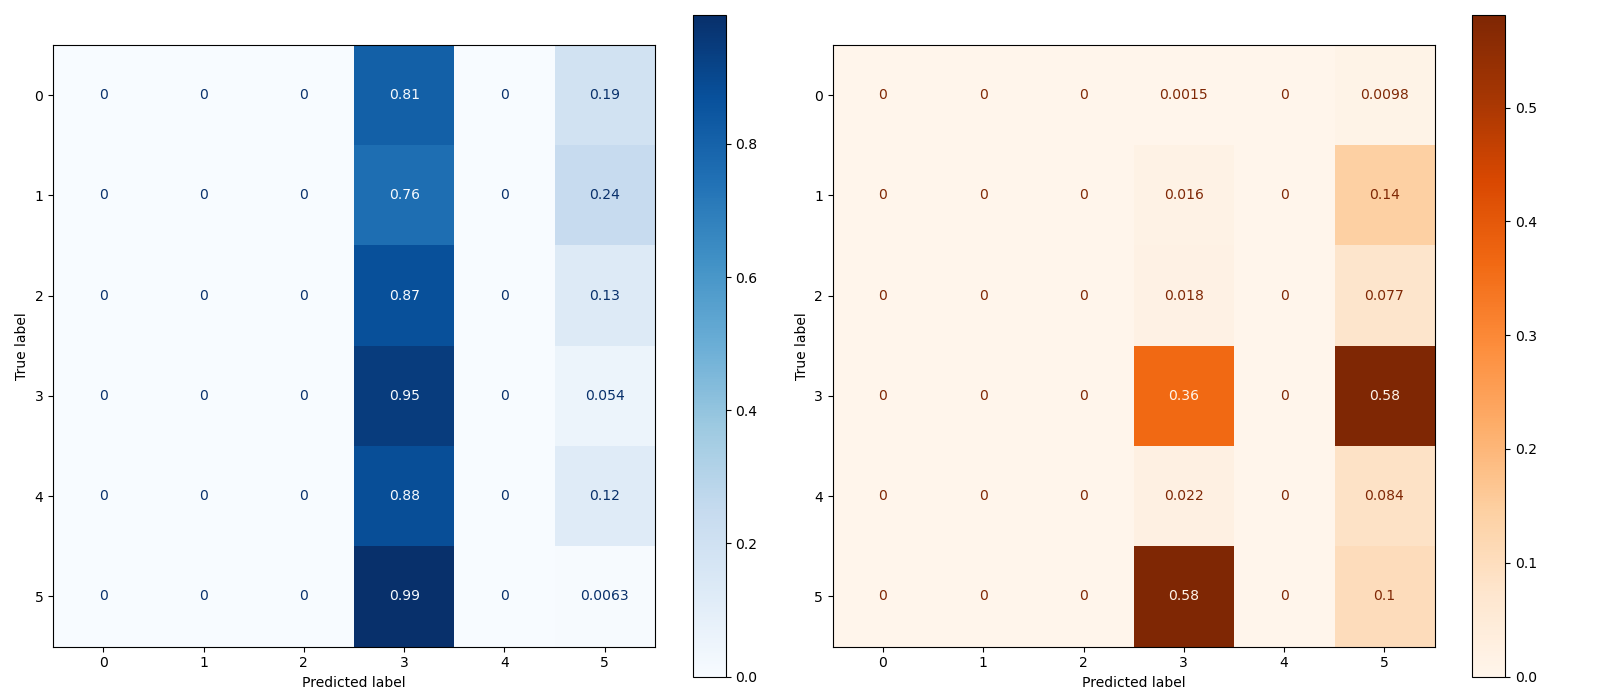 0 0 0 0 0.81 0 0.19
1 0 0 0 0.76 0 0.24
2 0 0 0 0.87 0 0.13
3 0 0 0 0.95 0 0.054
4 0 0 0 0.88 0 0.12
5 0 0 0 0.99 0 0.0063
0 1 2 3 4 5
Predicted label
True label
0.8
0.6
0.4
0.2
0.0
0 0 0 0 0.0015 0 0.0098
1 0 0 0 0.016 0 0.14
2 0 0 0 0.018 0 0.077
3 0 0 0 0.36 0 0.58
4 0 0 0 0.022 0 0.084
5 0 0 0 0.58 0 0.1
0 1 2 3 4 5
Predicted label
True label
0.5
0.4
0.3
0.2
0.1
0.0